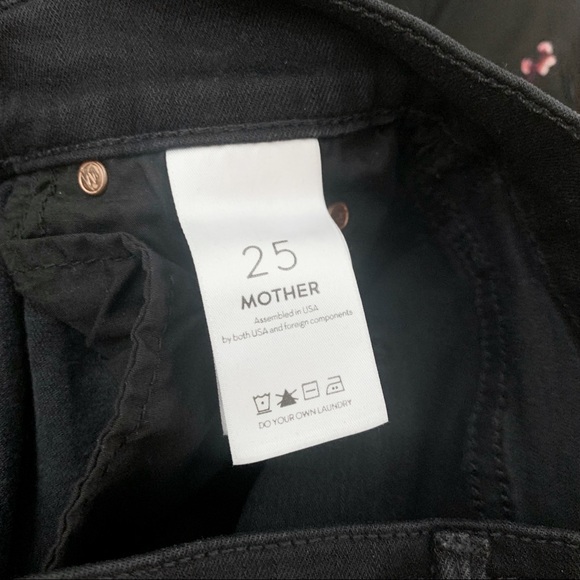 25
MOTHER
Assembled in USA
by both USA and foreign components
DO YOUR OWN LAUNDRY